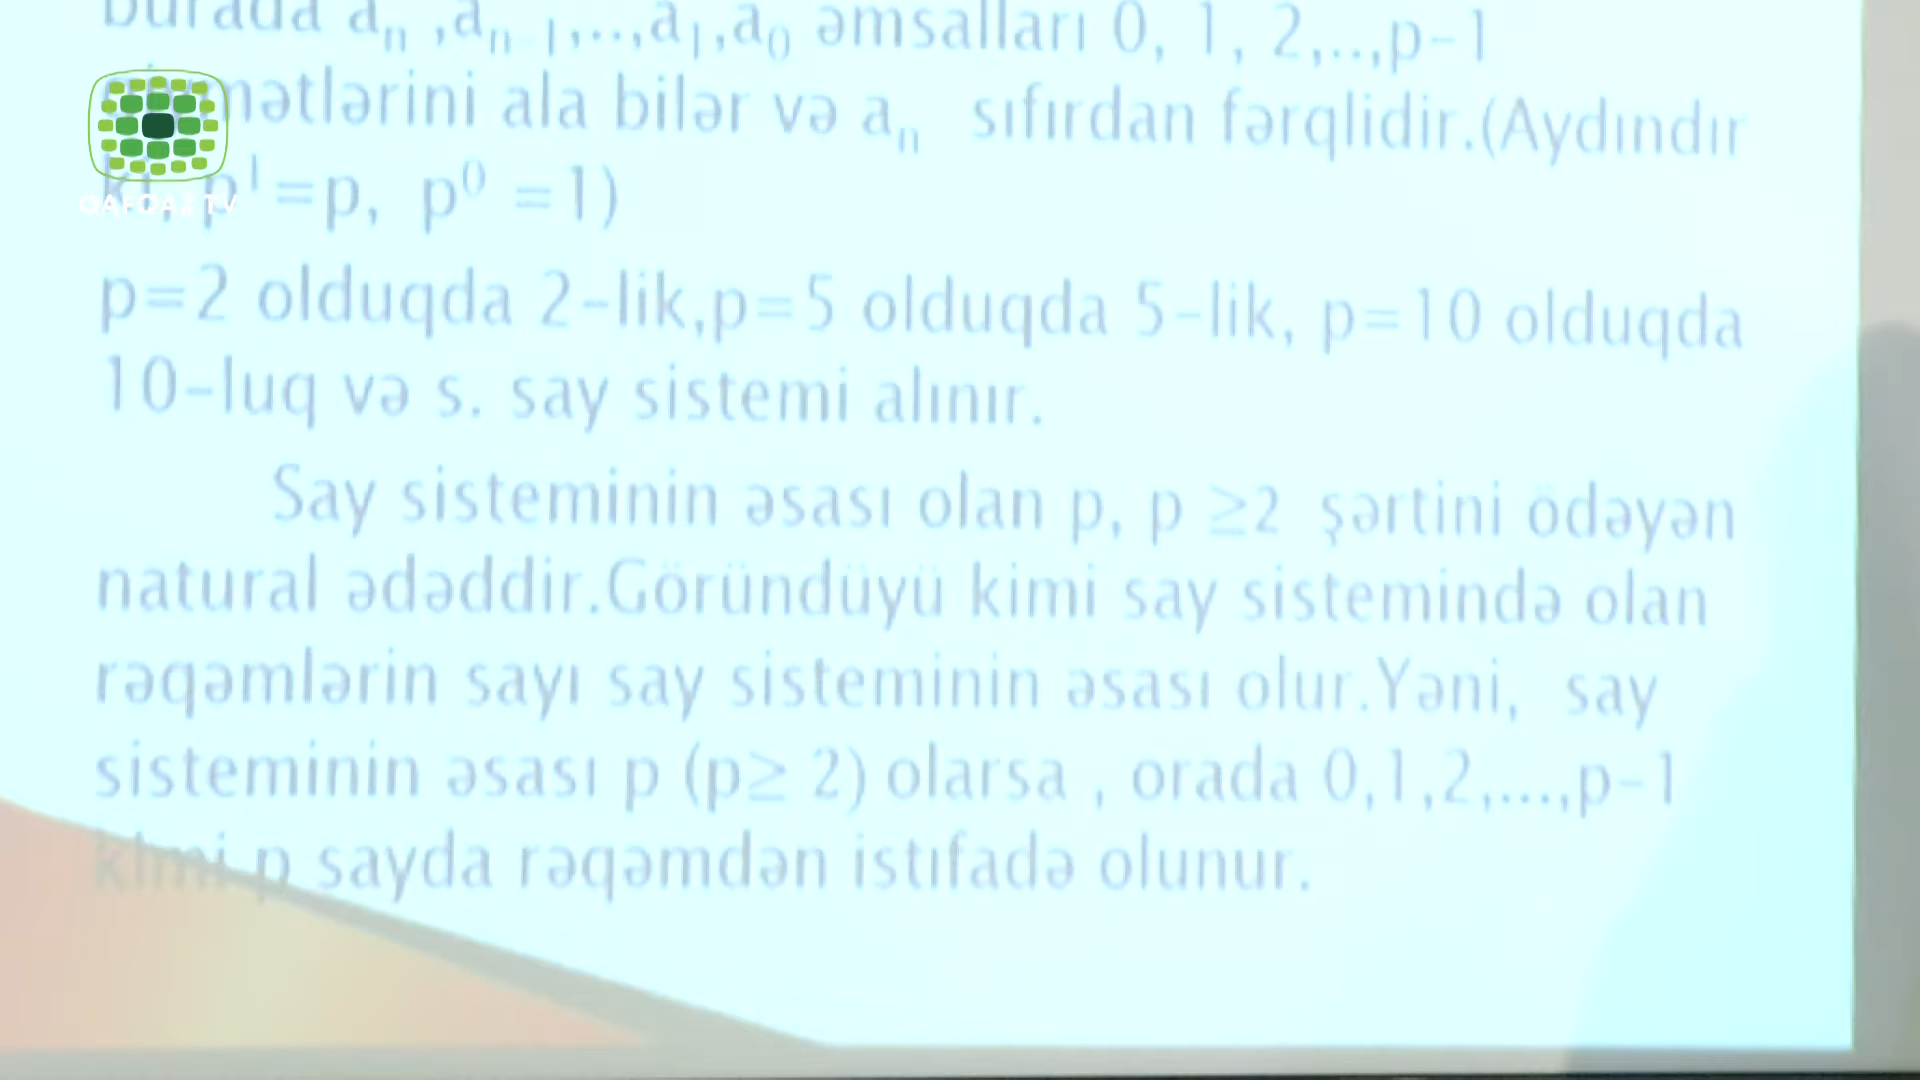 burada aₙ ,aₙ₋₁,..,a₁,a₀ əmsalları 0, 1, 2,..,p-1
qiymətlərini ala bilər və aₙ sıfırdan fərqlidir.(Aydındır
ki, p¹=p, p⁰ =1)
QAFQAZ TV
p=2 olduqda 2-lik,p=5 olduqda 5-lik, p=10 olduqda
10-luq və s. say sistemi alınır.
Say sisteminin əsası olan p, p ≥2 şərtini ödəyən
natural ədəddir.Göründüyü kimi say sistemində olan
rəqəmlərin sayı say sisteminin əsası olur.Yəni, say
sisteminin əsası p (p≥ 2) olarsa , orada 0,1,2,...,p-1
kimi p sayda rəqəmdən istıfadə olunur.